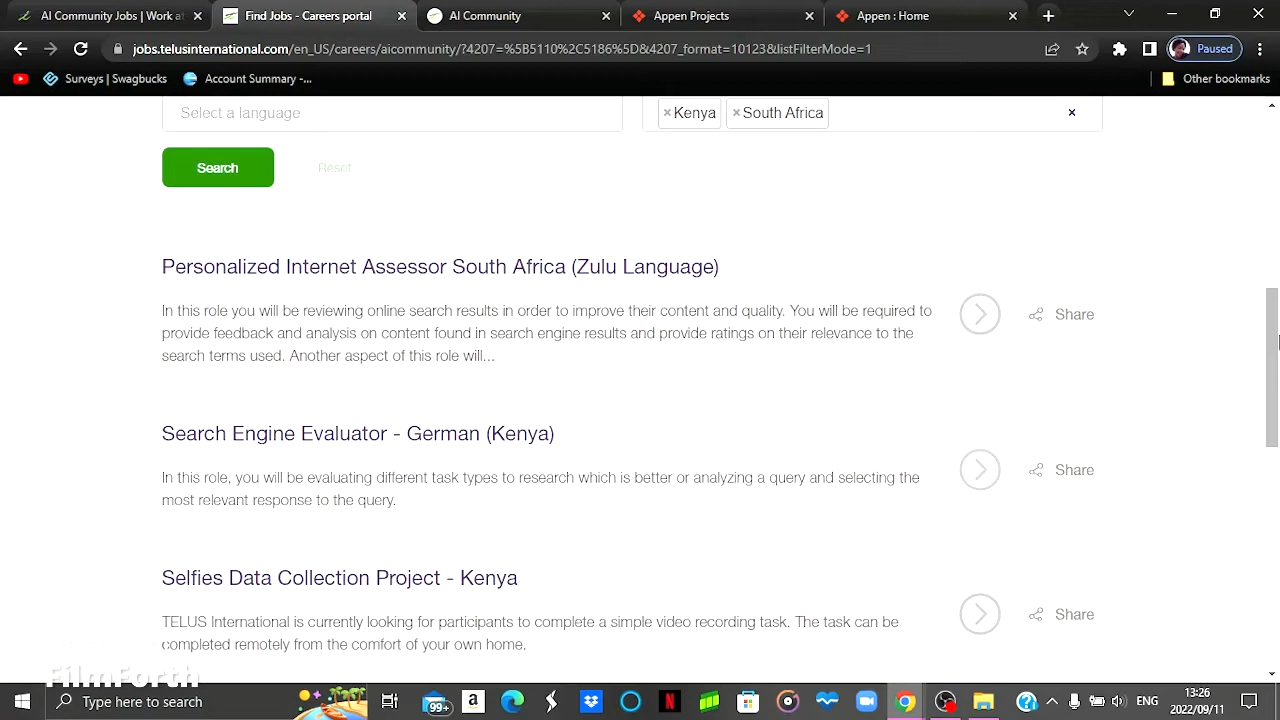 AI Community Jobs | Work at
Find Jobs - Careers portal
AI Community
Appen Projects
Appen : Home
jobs.telusinternational.com/en_US/careers/aicommunity/?4207=%5B5110%2C5186%5D&4207_format=10123&listFilterMode=1
Paused
Surveys | Swagbucks
Account Summary -...
Other bookmarks
Select a language
× Kenya × South Africa ×
Search
Reset
Personalized Internet Assessor South Africa (Zulu Language)
In this role you will be reviewing online search results in order to improve their content and quality. You will be required to
provide feedback and analysis on content found in search engine results and provide ratings on their relevance to the
search terms used. Another aspect of this role will...
Share
Search Engine Evaluator - German (Kenya)
In this role, you will be evaluating different task types to research which is better or analyzing a query and selecting the
most relevant response to the query.
Share
Selfies Data Collection Project - Kenya
TELUS International is currently looking for participants to complete a simple video recording task. The task can be
completed remotely from the comfort of your own home.
Share
FilmForth
Type here to search
99+
ENG
13:26
2022/09/11